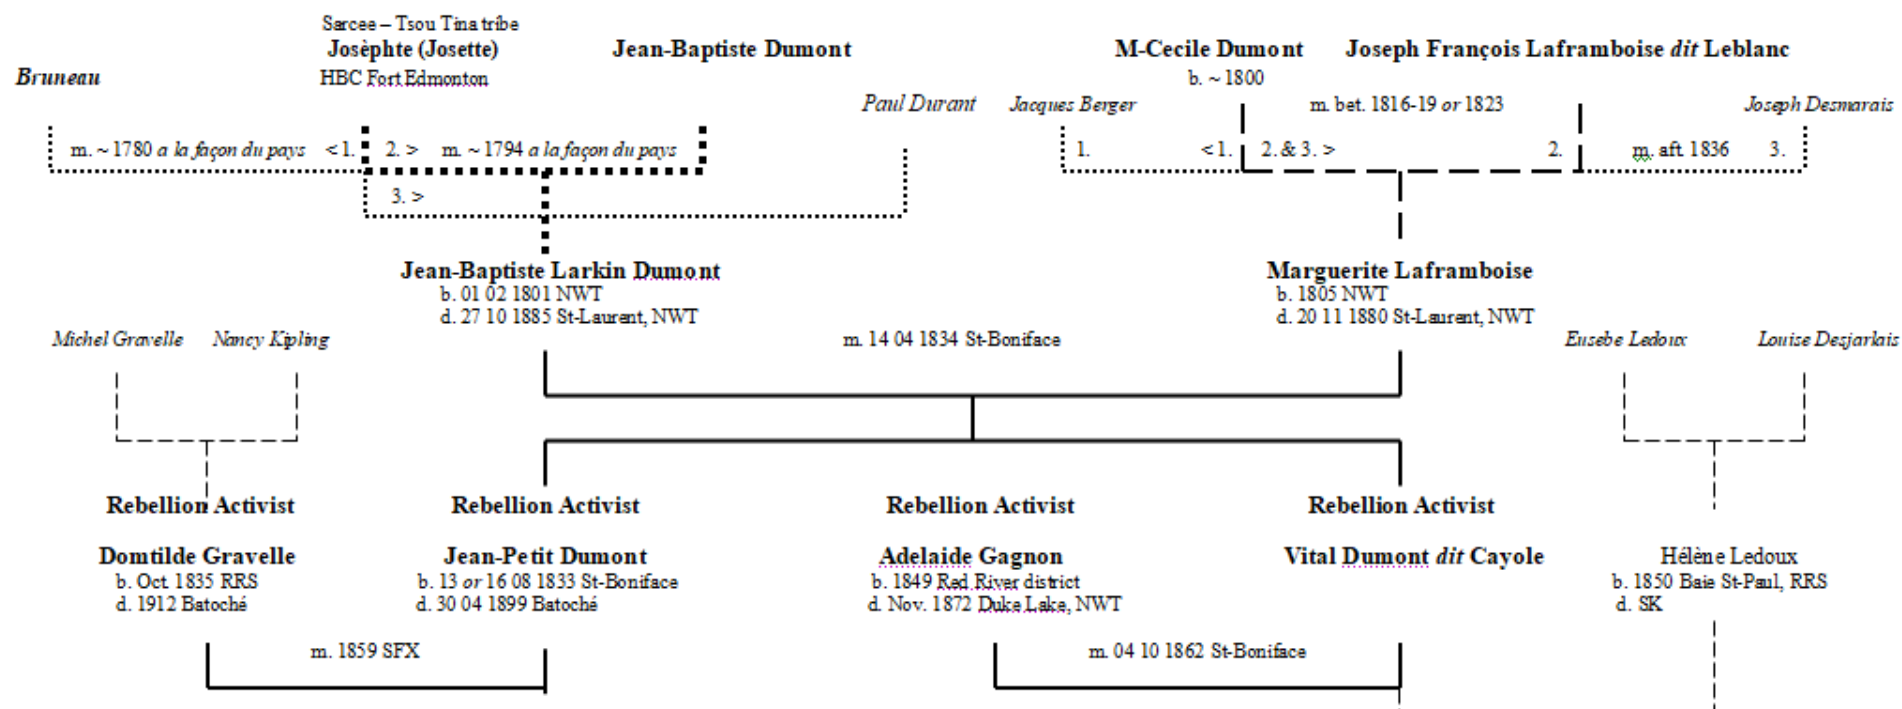 Sarcee – Tsou Tina tribe
Josèphte (Josette)
Jean-Baptiste Dumont
M-Cecile Dumont
Joseph François Laframboise dit Leblanc
Bruneau
HBC Fort Edmonton
b. ~ 1800
Paul Durant
Jacques Berger
m. bet. 1816-19 or 1823
Joseph Desmarais
m. ~ 1780 a la façon du pays
< 1.
2. >
m. ~ 1794 a la façon du pays
1.
< 1.
2. & 3. >
2.
m. aft 1836
3.
3. >
Jean-Baptiste Larkin Dumont
b. 01 02 1801 NWT
d. 27 10 1885 St-Laurent, NWT
Marguerite Laframboise
b. 1805 NWT
d. 20 11 1880 St-Laurent, NWT
Michel Gravelle
Nancy Kipling
m. 14 04 1834 St-Boniface
Eusebe Ledoux
Louise Desjarlais
Rebellion Activist
Rebellion Activist
Rebellion Activist
Rebellion Activist
Domtilde Gravelle
b. Oct. 1835 RRS
d. 1912 Batoché
Jean-Petit Dumont
b. 13 or 16 08 1833 St-Boniface
d. 30 04 1899 Batoché
Adelaide Gagnon
b. 1849 Red River district
d. Nov. 1872 Duke Lake, NWT
Vital Dumont dit Cayole
Hélène Ledoux
b. 1850 Baie St-Paul, RRS
d. SK
m. 1859 SFX
m. 04 10 1862 St-Boniface